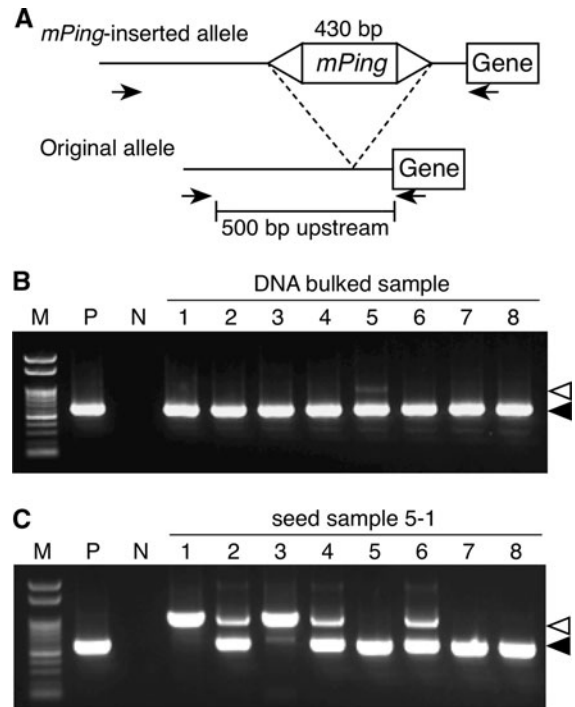 A
430 bp
mPing-inserted allele
mPing
Gene
Original allele
Gene
500 bp upstream
B
DNA bulked sample
M P N 1 2 3 4 5 6 7 8
C
seed sample 5-1
M P N 1 2 3 4 5 6 7 8